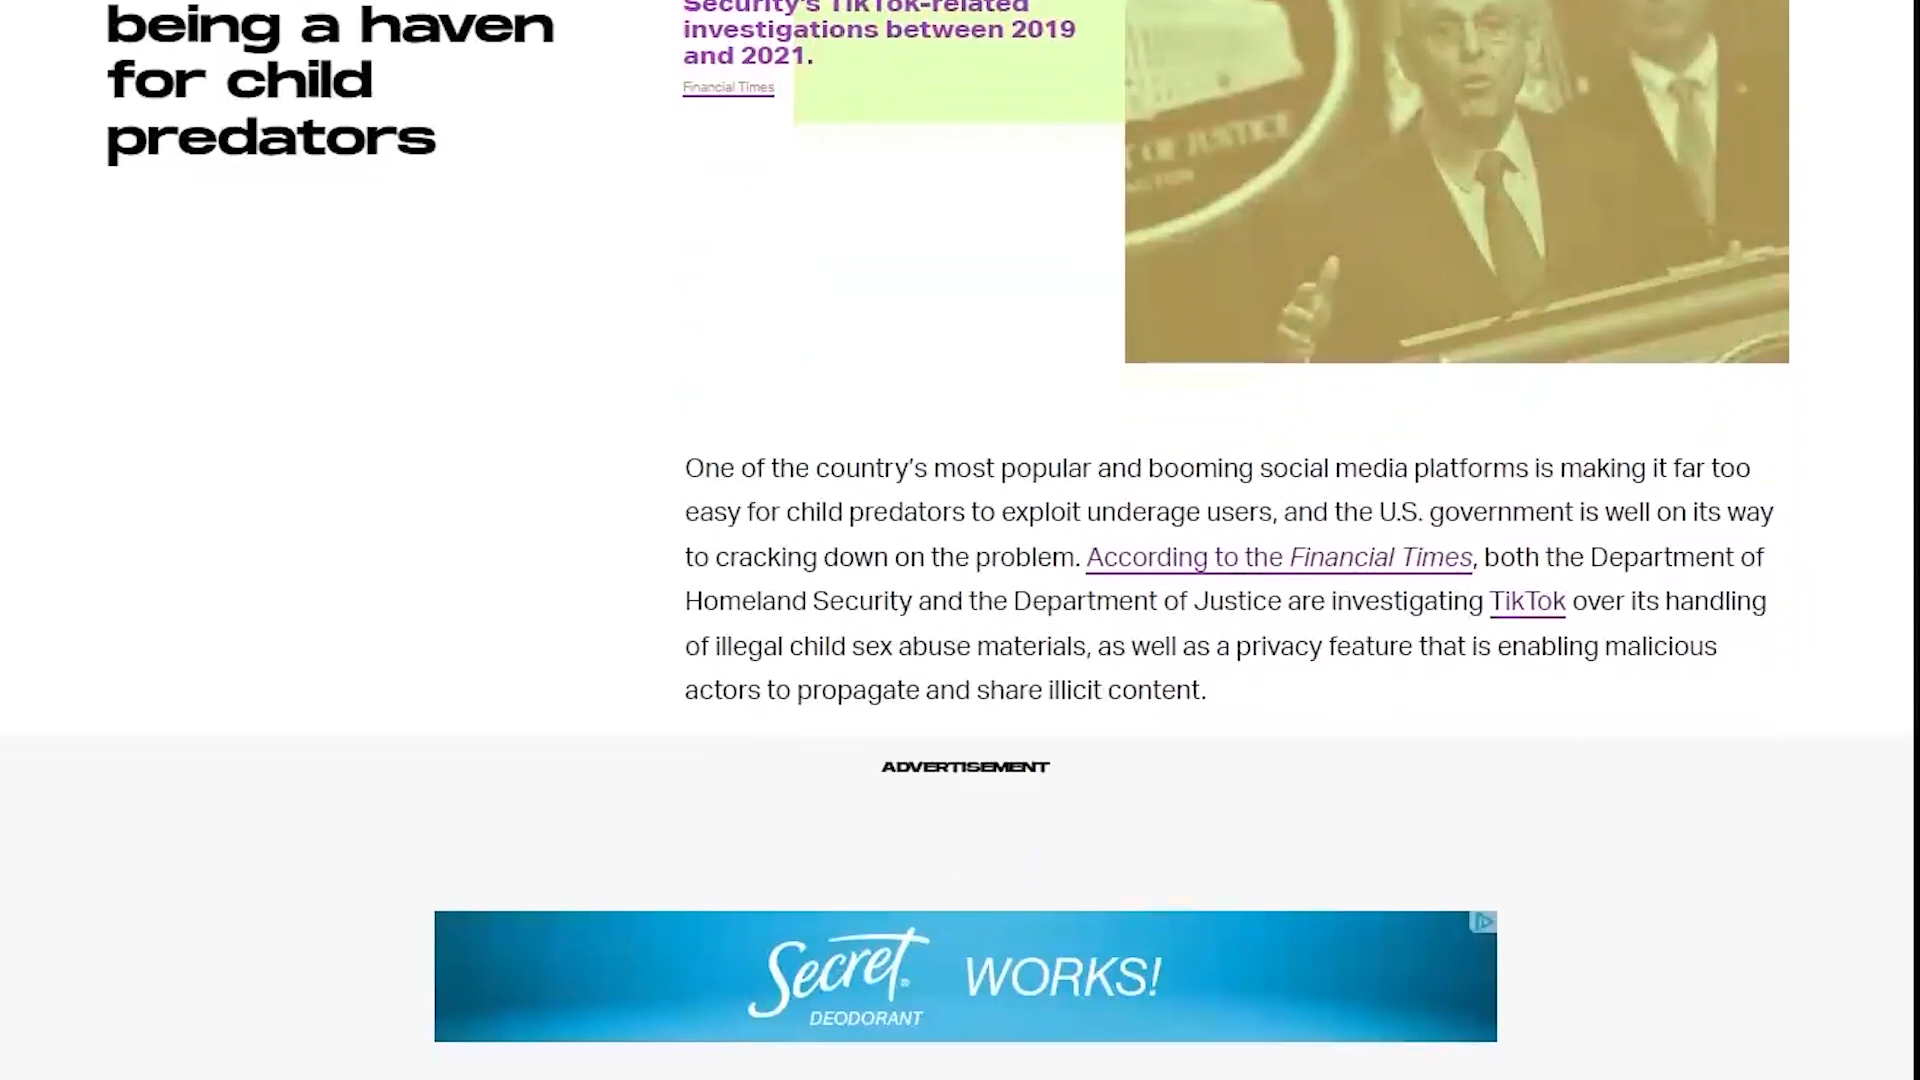 being a haven
for child
predators
Security's TikTok-related
investigations between 2019
and 2021.
Financial Times
T OF JUSTICE
One of the country’s most popular and booming social media platforms is making it far too
easy for child predators to exploit underage users, and the U.S. government is well on its way
to cracking down on the problem. According to the Financial Times, both the Department of
Homeland Security and the Department of Justice are investigating TikTok over its handling
of illegal child sex abuse materials, as well as a privacy feature that is enabling malicious
actors to propagate and share illicit content.
ADVERTISEMENT
Secret® WORKS!
DEODORANT